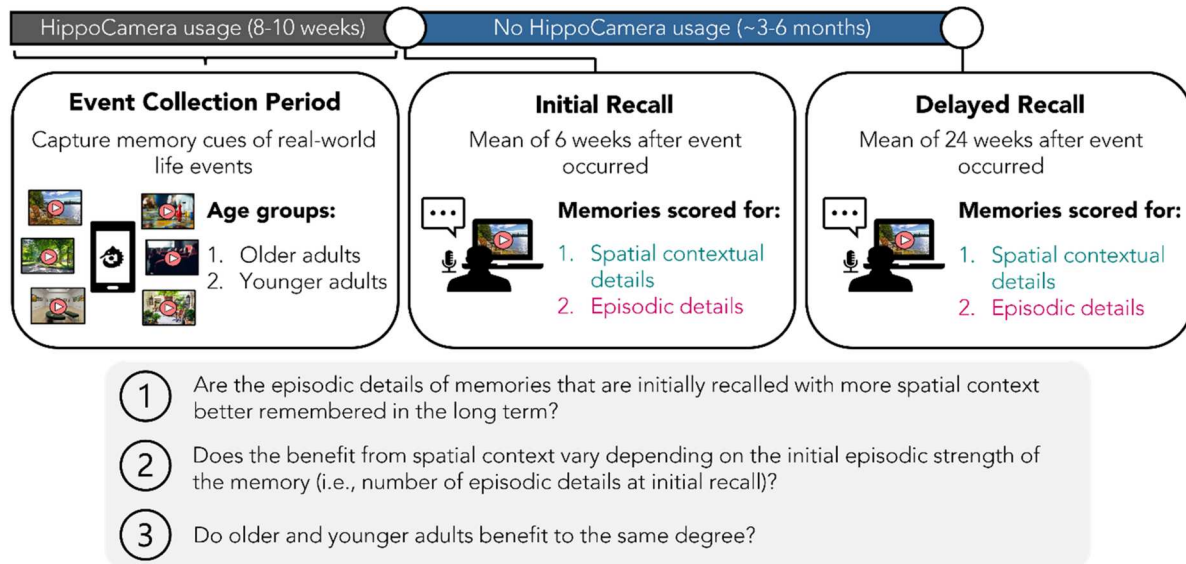 HippoCamera usage (8-10 weeks)
No HippoCamera usage (~3-6 months)
Event Collection Period
Capture memory cues of real-world
life events
Age groups:
1. Older adults
2. Younger adults
Initial Recall
Mean of 6 weeks after event
occurred
Memories scored for:
1. Spatial contextual
details
2. Episodic details
Delayed Recall
Mean of 24 weeks after event
occurred
Memories scored for:
1. Spatial contextual
details
2. Episodic details
1 Are the episodic details of memories that are initially recalled with more spatial context
better remembered in the long term?
2 Does the benefit from spatial context vary depending on the initial episodic strength of
the memory (i.e., number of episodic details at initial recall)?
3 Do older and younger adults benefit to the same degree?